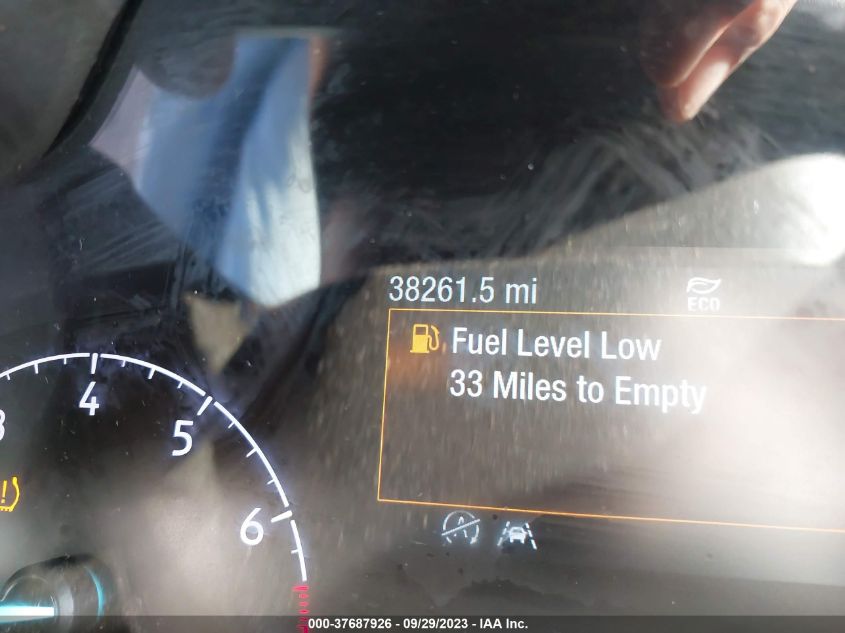 38261.5 mi
ECO
Fuel Level Low
33 Miles to Empty
3
4
5
6
!
A
000-37687926 - 09/29/2023 - IAA Inc.